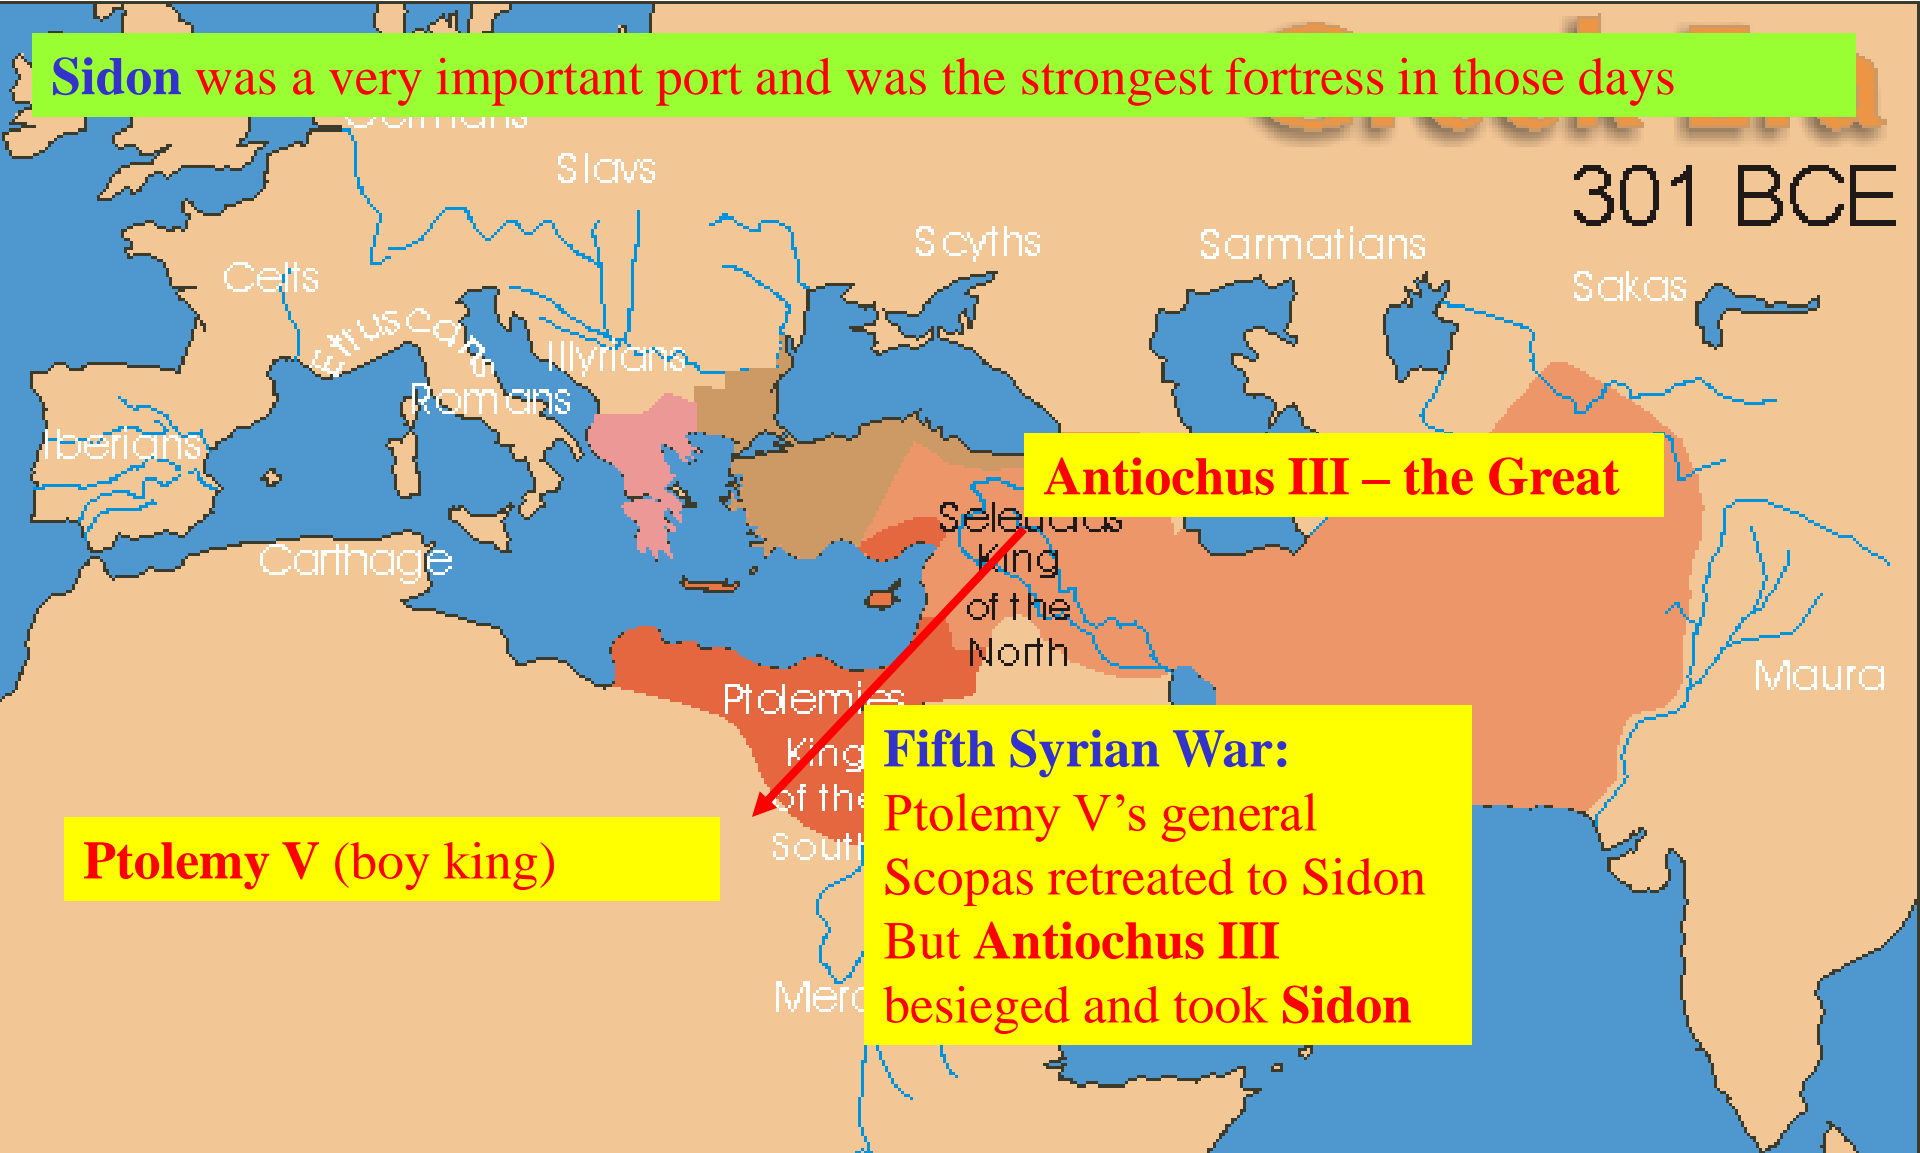 Sidon was a very important port and was the strongest fortress in those days
Greek Era
301 BCE
Germans
Slavs
Scyths
Sarmatians
Sakas
Celts
Etruscans
Illyrians
Romans
Iberians
Antiochus III – the Great
Seleucids
King
of the
North
Carthage
Maura
Ptolemies
King
of the
South
Fifth Syrian War:
Ptolemy V’s general
Scopas retreated to Sidon
But Antiochus III
besieged and took Sidon
Ptolemy V (boy king)